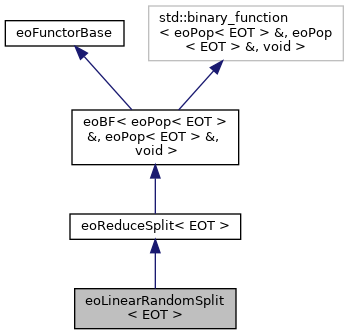 eoFunctorBase
std::binary_function
< eoPop< EOT > &, eoPop
< EOT > &, void >
eoBF< eoPop< EOT >
&, eoPop< EOT > &,
void >
eoReduceSplit< EOT >
eoLinearRandomSplit
< EOT >